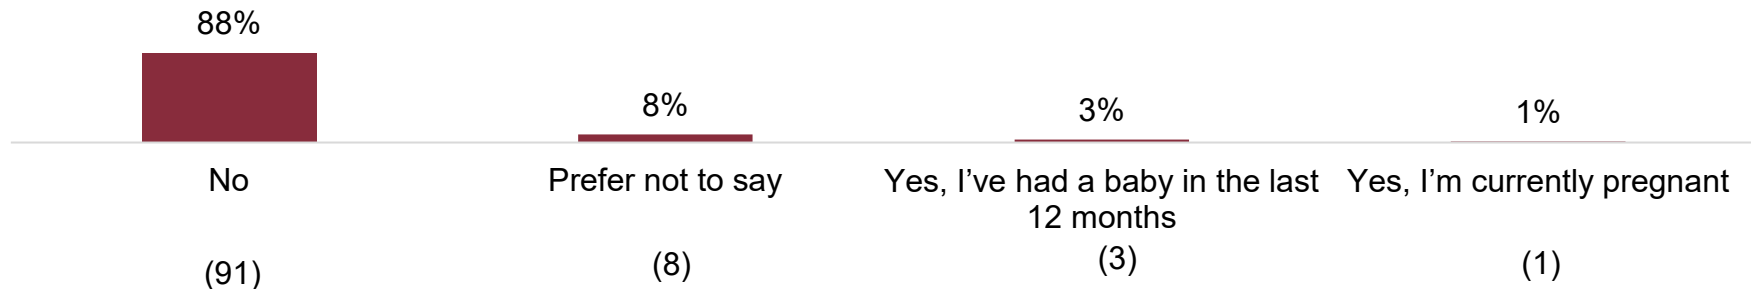 88%
8%
3%
1%
No
Prefer not to say
Yes, I’ve had a baby in the last
12 months
Yes, I’m currently pregnant
(91)
(8)
(3)
(1)